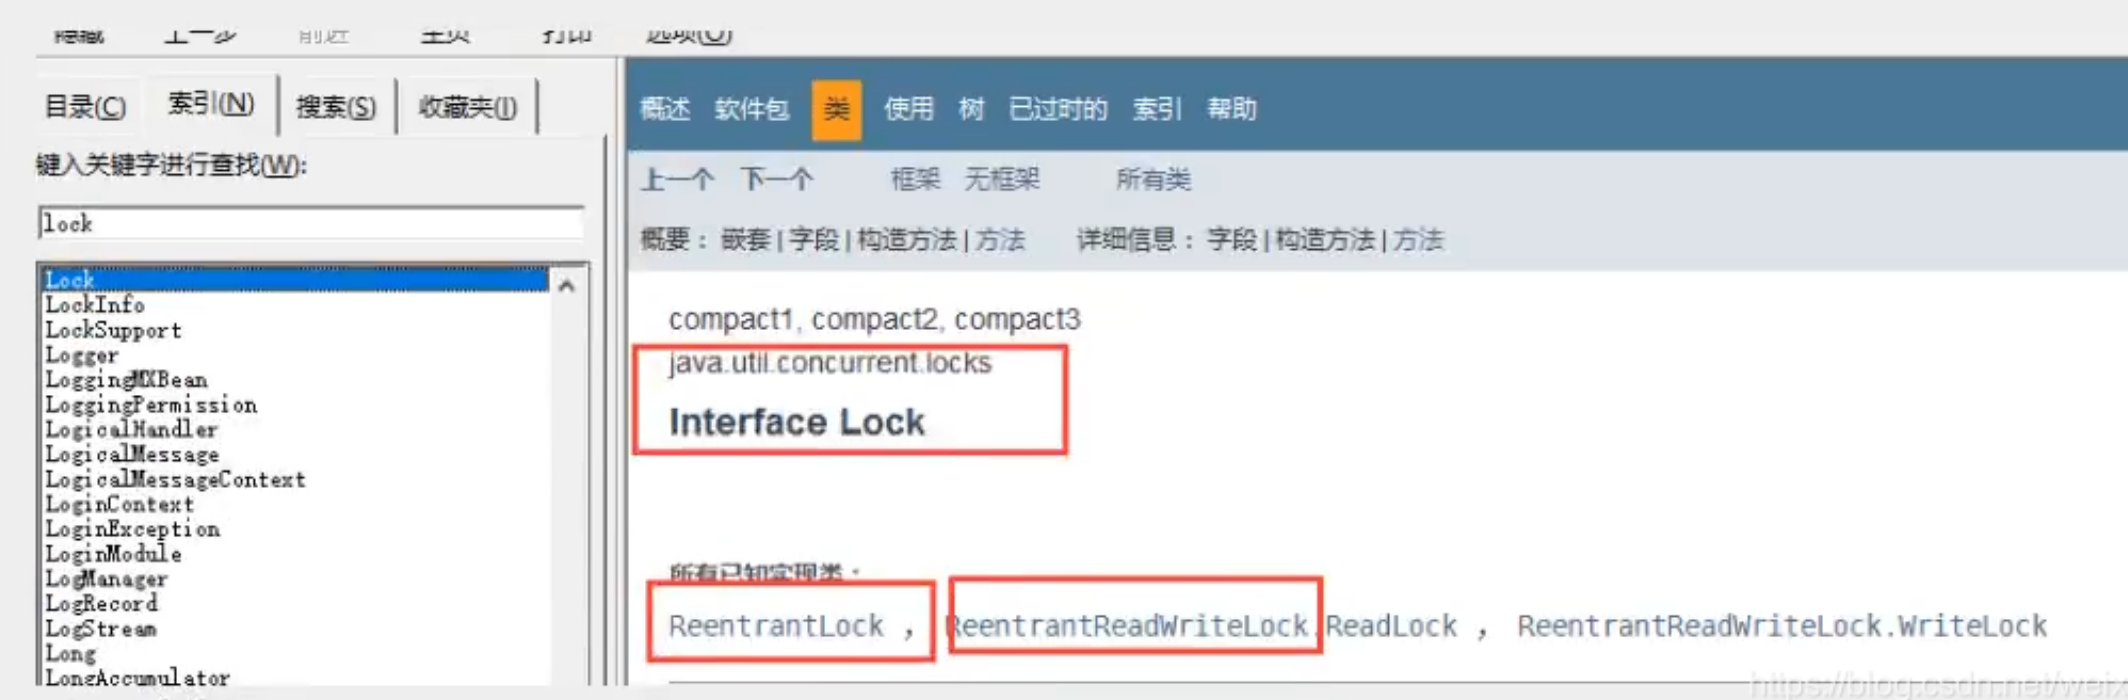 隐藏 上一步 前进 主页 打印 选项(O)
目录(C) 索引(N) 搜索(S) 收藏夹(I)
键入关键字进行查找(W):
lock
Lock
LockInfo
LockSupport
Logger
LoggingMXBean
LoggingPermission
LogicalHandler
LogicalMessage
LogicalMessageContext
LoginContext
LoginException
LoginModule
LogManager
LogRecord
LogStream
Long
LongAccumulator
概述 软件包 类 使用 树 已过时的 索引 帮助
上一个 下一个 框架 无框架 所有类
概要： 嵌套 | 字段 | 构造方法 | 方法 详细信息： 字段 | 构造方法 | 方法
compact1, compact2, compact3
java.util.concurrent.locks
Interface Lock
所有已知实现类：
ReentrantLock ， ReentrantReadWriteLock.ReadLock ， ReentrantReadWriteLock.WriteLock
https://blog.csdn.net/weix